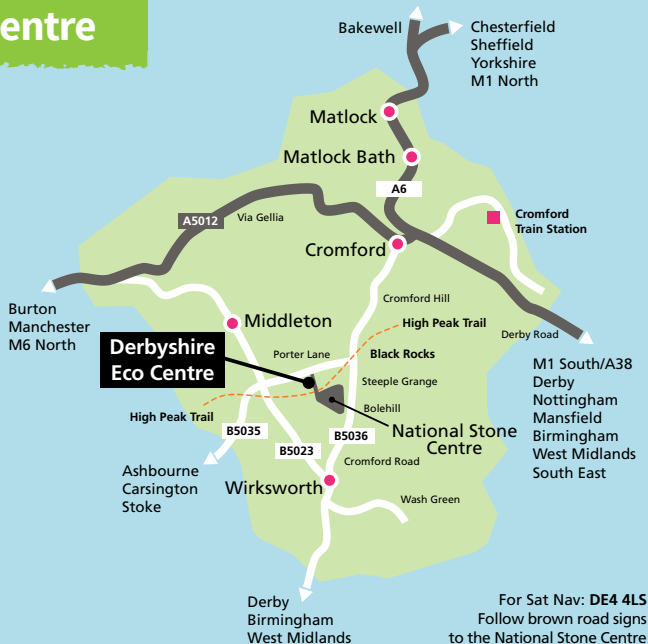 entre
Bakewell
Chesterfield
Sheffield
Yorkshire
M1 North
Matlock
Matlock Bath
A6
A5012
Via Gellia
Cromford
Train Station
Cromford
Burton
Manchester
M6 North
Cromford Hill
Middleton
High Peak Trail
Derby Road
Derbyshire
Eco Centre
Porter Lane
Black Rocks
M1 South/A38
Derby
Nottingham
Mansfield
Birmingham
West Midlands
South East
Steeple Grange
High Peak Trail
Bolehill
B5035
B5036
National Stone
Centre
B5023
Ashbourne
Carsington
Stoke
Cromford Road
Wirksworth
Wash Green
Derby
Birmingham
West Midlands
For Sat Nav: DE4 4LS
Follow brown road signs
to the National Stone Centre